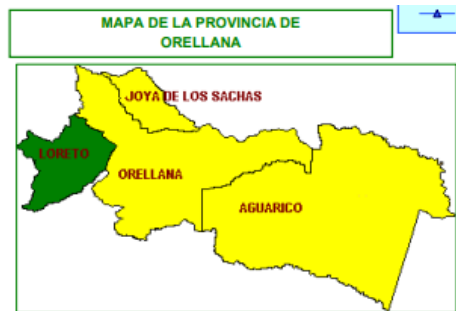 MAPA DE LA PROVINCIA DE
ORELLANA
JOYA DE LOS SACHAS
LORETO
ORELLANA
AGUARICO